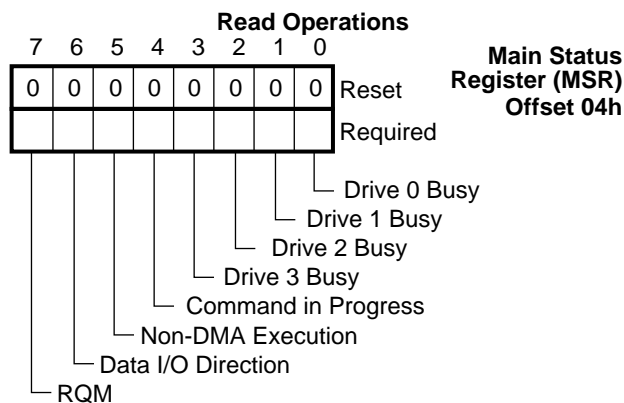 Read Operations
7 6 5 4 3 2 1 0
Main Status
Register (MSR)
Offset 04h
0 0 0 0 0 0 0 0 Reset
Required
Drive 0 Busy
Drive 1 Busy
Drive 2 Busy
Drive 3 Busy
Command in Progress
Non-DMA Execution
Data I/O Direction
RQM